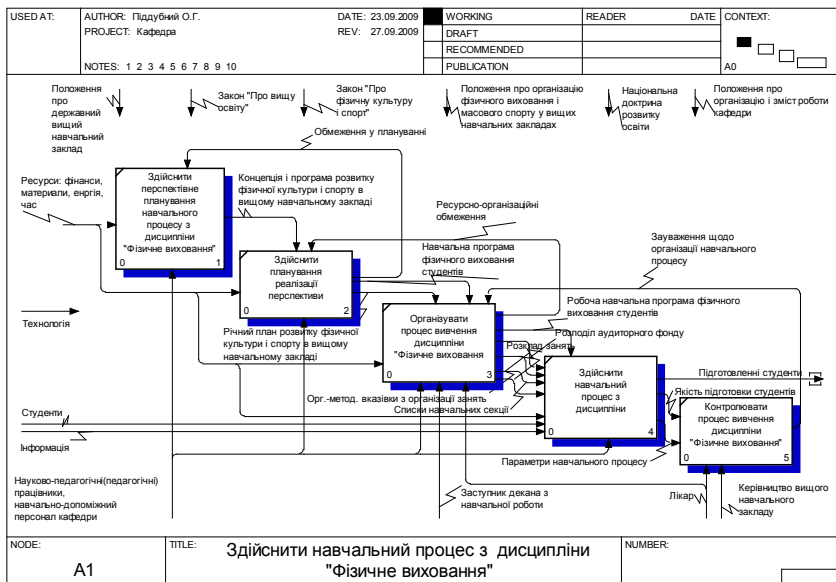 USED AT:
AUTHOR: Піддубний О.Г.
DATE: 23.09.2009
PROJECT: Кафедра
REV: 27.09.2009
NOTES: 1 2 3 4 5 6 7 8 9 10
WORKING
DRAFT
RECOMMENDED
PUBLICATION
READER
DATE
CONTEXT:
A0
Положення
про
державний
вищий
навчальний
заклад
Закон "Про вищу
освіту"
Закон "Про
фізичну культуру
і спорт"
Положення про організацію
фізичного виховання і
масового спорту у вищих
навчальних закладах
Національна
доктрина
розвитку
освіти
Положення про
організацію і зміст роботи
кафедри
Обмеження у плануванні
Ресурси: фінанси,
материали, енргія,
час
Здійснити
перспективне
планування
навчального
процесу з
дисципліни
"Фізичне виховання"
0
1
Концепція і програма розвитку
фізичної культури і спорту в
вищому навчальному закладі
Ресурсно-організаційні
обмеження
Навчальна програма
фізичного виховання
студентів
Зауваження щодо
організації навчального
процесу
Здійснити
планування
реалізації
перспективи
0
2
Технологія
Річний план розвитку фізичної
культури і спорту в вищому
навчальному закладі
Організувати
процес вивчення
дисципліни
"Фізичне виховання
0
3
Робоча навчальна програма фізичного
виховання студентів
Розподіл аудиторного фонду
Розклад занять
Орг.-метод. вказівки з організації занять
Списки навчальних секції
Здійснити
навчальний
процес з
дисципліни
0
4
Підготовленні студенти
Якість підготовки студентів
Контролювати
процес вивчення
дисципліни
"Фізичне виховання"
0
5
Студенти
Інформація
Параметри навчального процесу
Науково-педагогічні(педагогічні)
працівники,
навчально-допоміжний
персонал кафедри
Заступник декана з
навчальної роботи
Лікар
Керівництво вищого
навчального
закладу
NODE:
A1
TITLE:
Здійснити навчальний процес з дисципліни
"Фізичне виховання"
NUMBER: